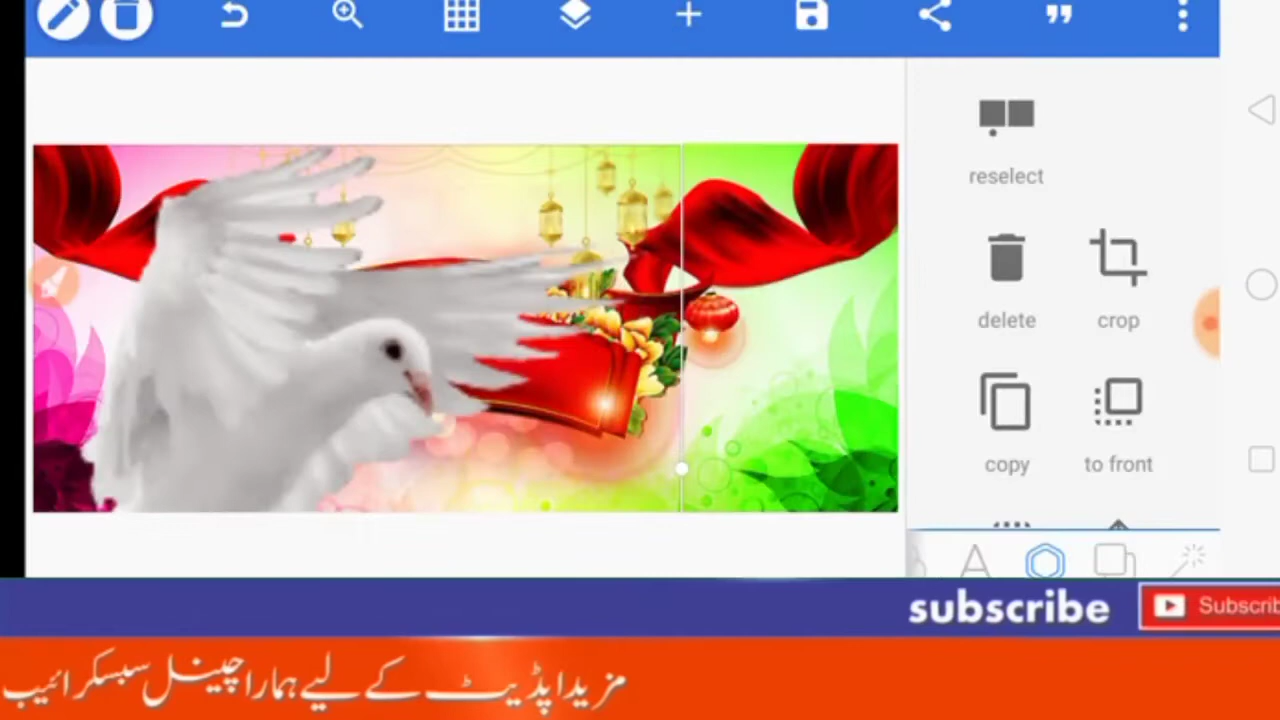 reselect
delete
crop
copy
to front
subscribe
Subscrib
مزید اپڈیٹ کے لیے ہمارا چینل سبسکرائیب